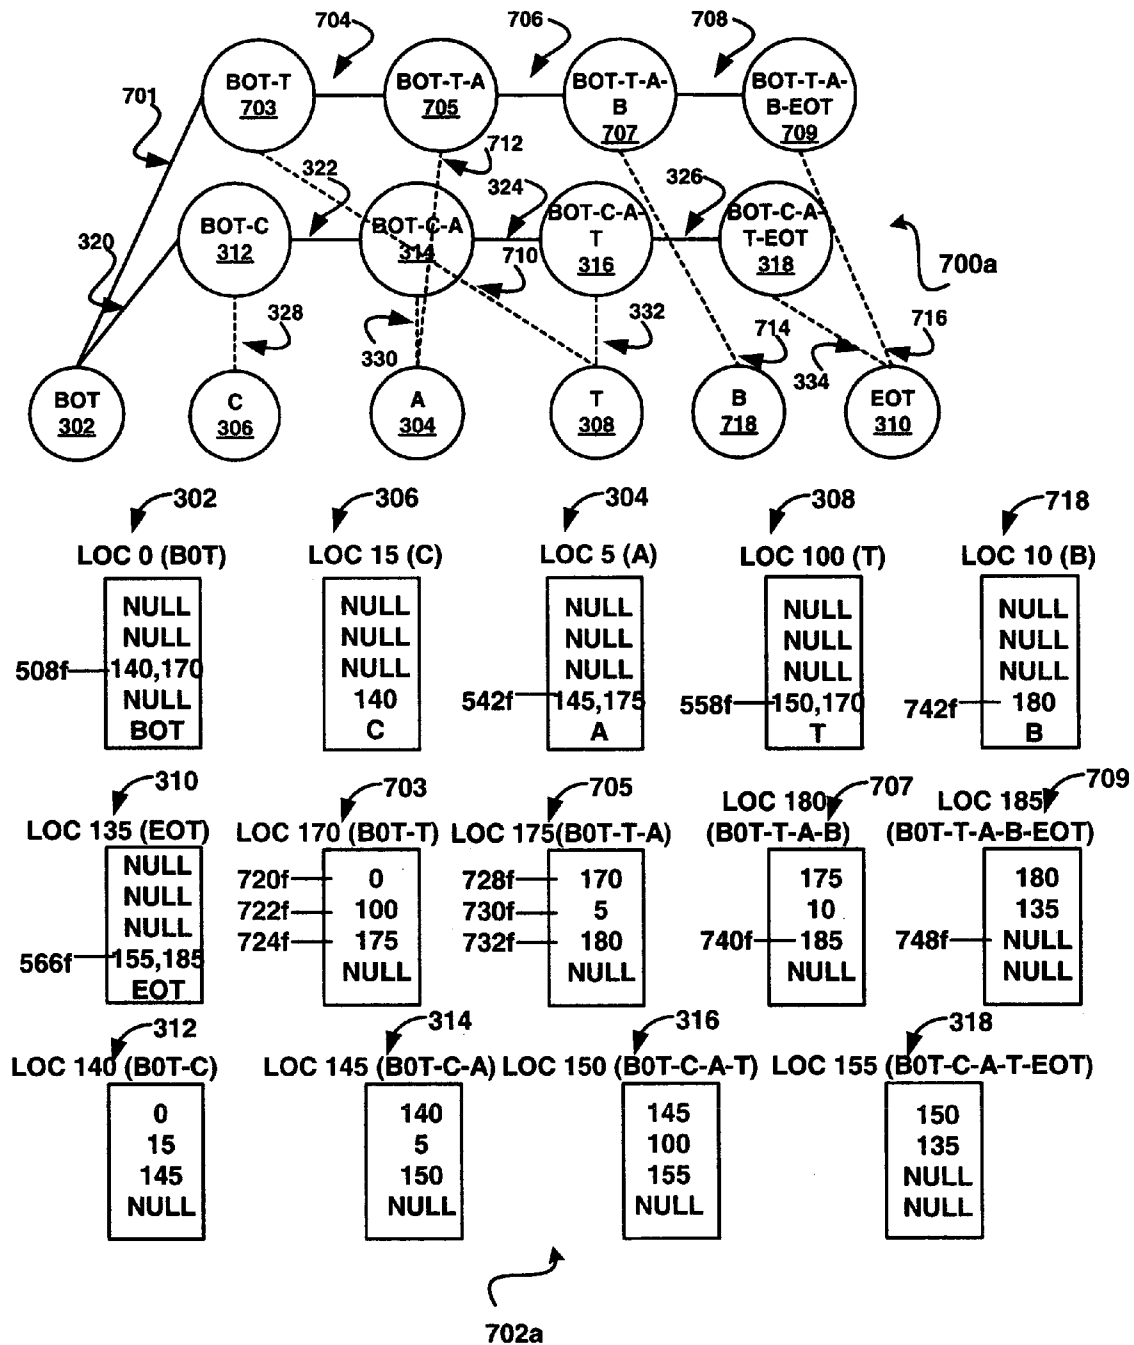 704
706
708
BOT-T
703
BOT-T-A
705
BOT-T-A-
B
707
BOT-T-A-
B-EOT
709
701
712
322
324
326
BOT-C
312
BOT-C-A
314
BOT-C-A-
T
316
BOT-C-A-
T-EOT
318
320
710
700a
328
330
332
714
334
716
BOT
302
C
306
A
304
T
308
B
718
EOT
310
302
306
304
308
718
LOC 0 (B0T)
LOC 15 (C)
LOC 5 (A)
LOC 100 (T)
LOC 10 (B)
NULL
NULL
508f
140,170
NULL
BOT
NULL
NULL
NULL
140
C
NULL
NULL
NULL
542f
145,175
A
NULL
NULL
NULL
558f
150,170
T
NULL
NULL
NULL
742f
180
B
310
703
705
707
709
LOC 135 (EOT)
LOC 170 (B0T-T)
LOC 175(B0T-T-A)
LOC 180
(B0T-T-A-B)
LOC 185
(B0T-T-A-B-EOT)
NULL
NULL
NULL
566f
155,185
EOT
720f
0
722f
100
724f
175
NULL
728f
170
730f
5
732f
180
NULL
175
10
740f
185
NULL
180
135
748f
NULL
NULL
312
314
316
318
LOC 140 (B0T-C)
LOC 145 (B0T-C-A)
LOC 150 (B0T-C-A-T)
LOC 155 (B0T-C-A-T-EOT)
0
15
145
NULL
140
5
150
NULL
145
100
155
NULL
150
135
NULL
NULL
702a